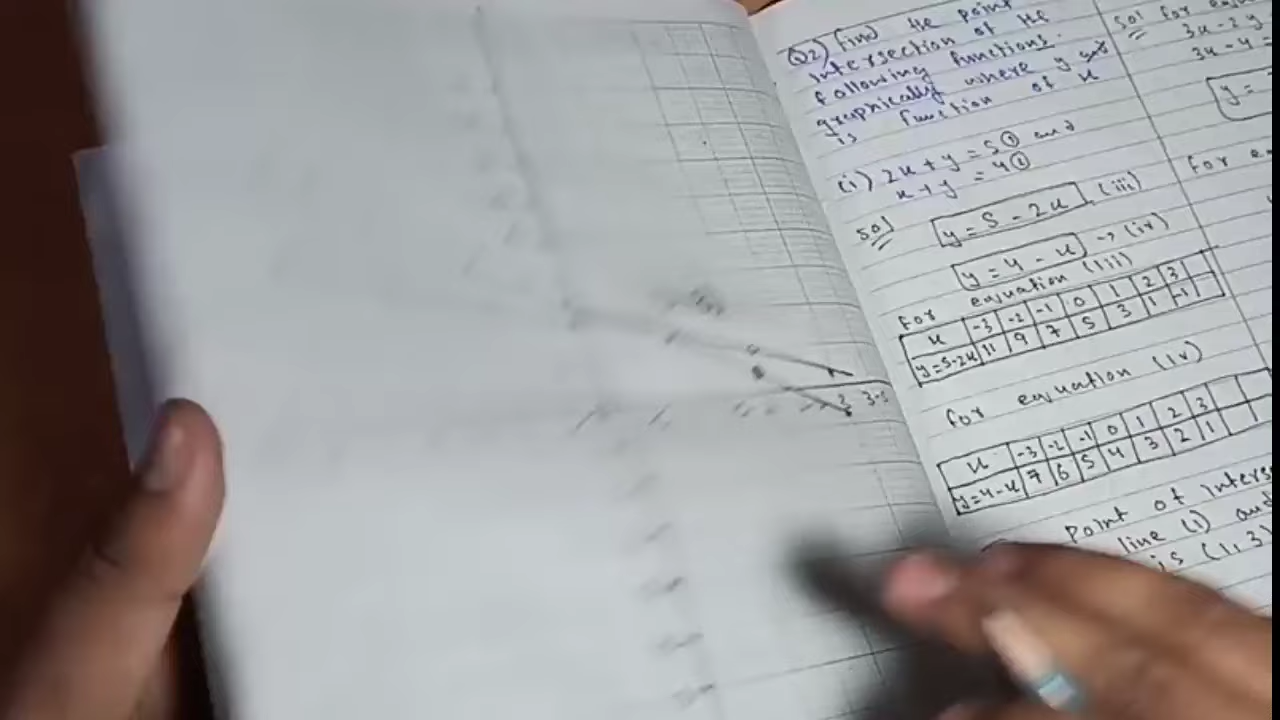 Q2) Find the point
intersection of the
following functions.
graphically where y
is function of x
(i) 2x + y = 5 ① and
x + y = 4 ②
Sol
y = 5 - 2x (iii)
y = 4 - x → (iv)
For equation (iii)
x -3 -2 -1 0 1 2 3
y=5-2x 11 9 7 5 3 1 -1
for equation (iv)
x -3 -2 -1 0 1 2 3
y=4-x 7 6 5 4 3 2 1
Point of
line (1) and
is (1, 3)
Sol for
3x - 2y
3x - 4 =
y =
for